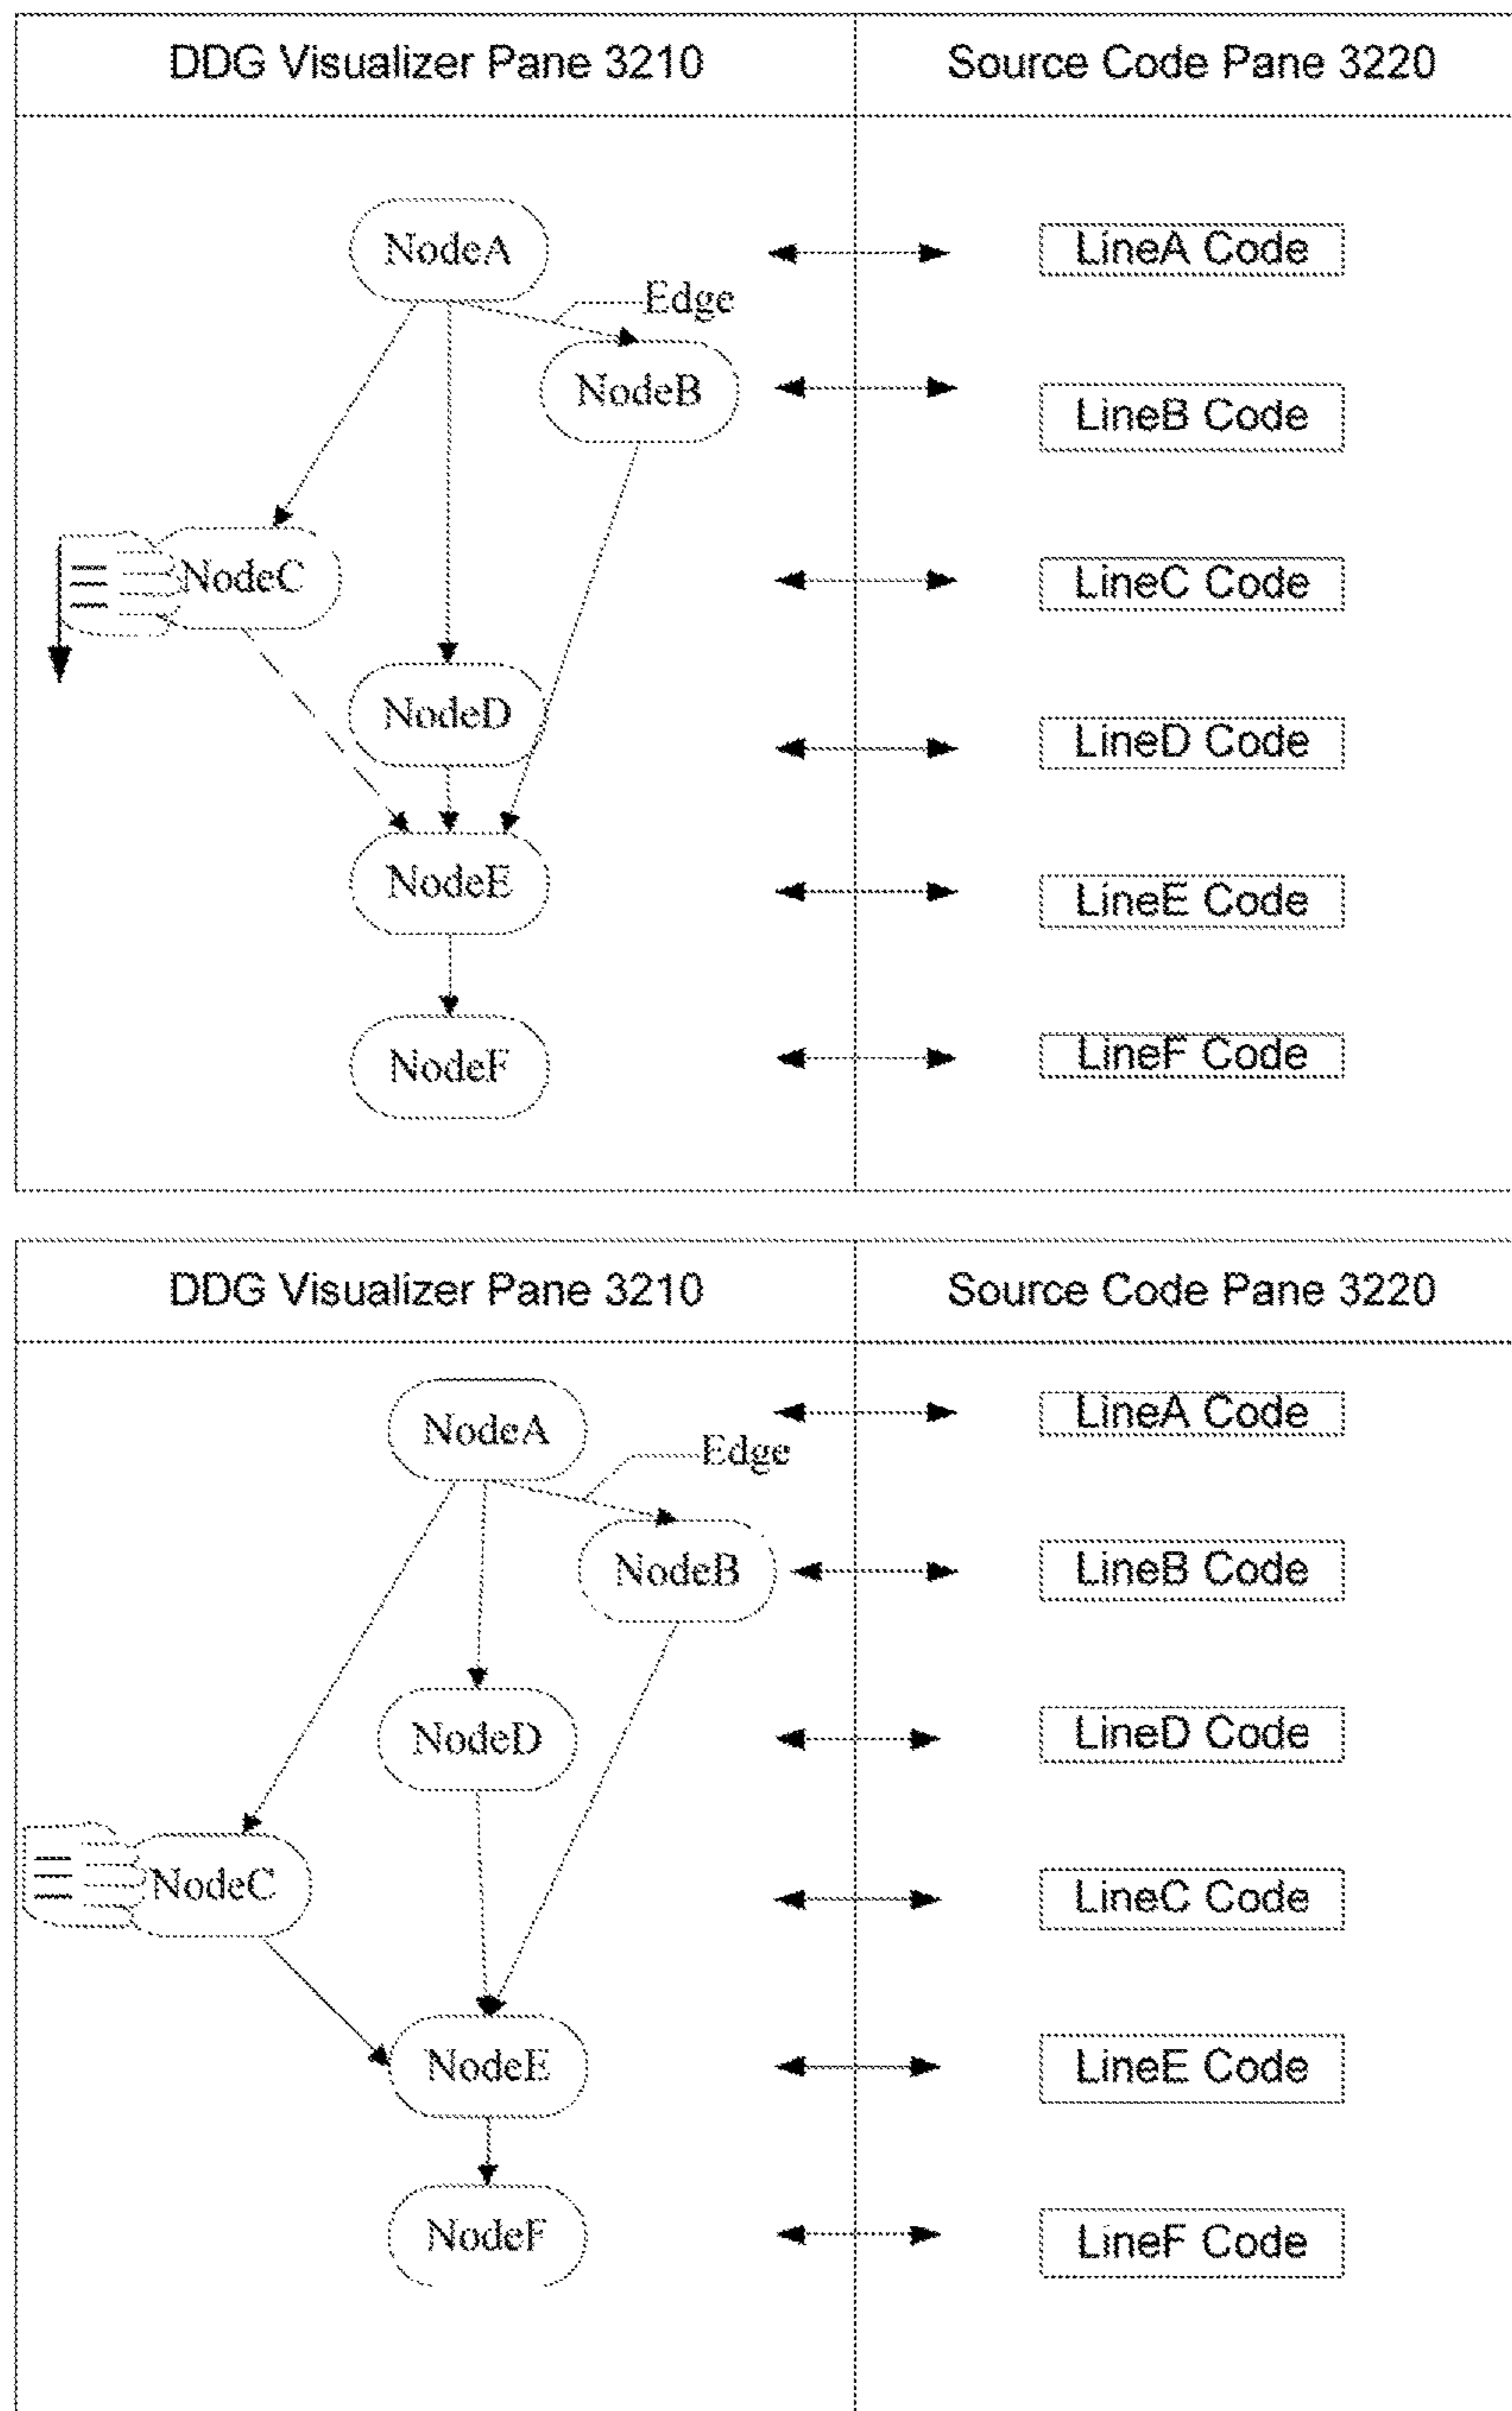 DDG Visualizer Pane 3210 Source Code Pane 3220
NodeA LineA Code
Edge
NodeB LineB Code
NodeC LineC Code
NodeD LineD Code
NodeE LineE Code
NodeF LineF Code
DDG Visualizer Pane 3210 Source Code Pane 3220
NodeA LineA Code
Edge
NodeB LineB Code
NodeD LineD Code
NodeC LineC Code
NodeE LineE Code
NodeF LineF Code